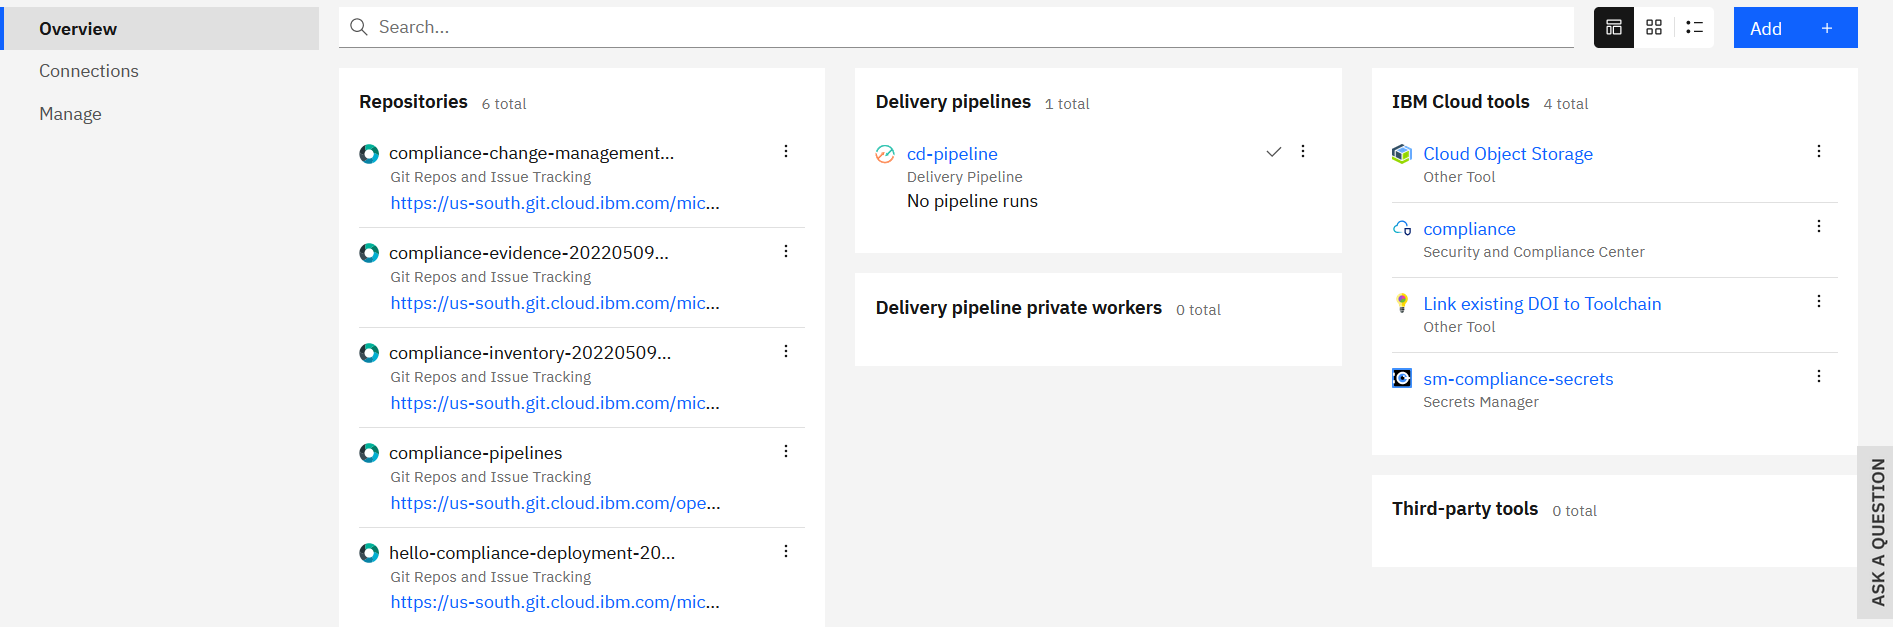 Overview
Connections
Manage
Search...
Add +
Repositories 6 total
compliance-change-management...
Git Repos and Issue Tracking
https://us-south.git.cloud.ibm.com/mic...
compliance-evidence-20220509...
Git Repos and Issue Tracking
https://us-south.git.cloud.ibm.com/mic...
compliance-inventory-20220509...
Git Repos and Issue Tracking
https://us-south.git.cloud.ibm.com/mic...
compliance-pipelines
Git Repos and Issue Tracking
https://us-south.git.cloud.ibm.com/ope...
hello-compliance-deployment-20...
Git Repos and Issue Tracking
https://us-south.git.cloud.ibm.com/mic...
Delivery pipelines 1 total
cd-pipeline
Delivery Pipeline
No pipeline runs
Delivery pipeline private workers 0 total
IBM Cloud tools 4 total
Cloud Object Storage
Other Tool
compliance
Security and Compliance Center
Link existing DOI to Toolchain
Other Tool
sm-compliance-secrets
Secrets Manager
Third-party tools 0 total
ASK A QUESTION